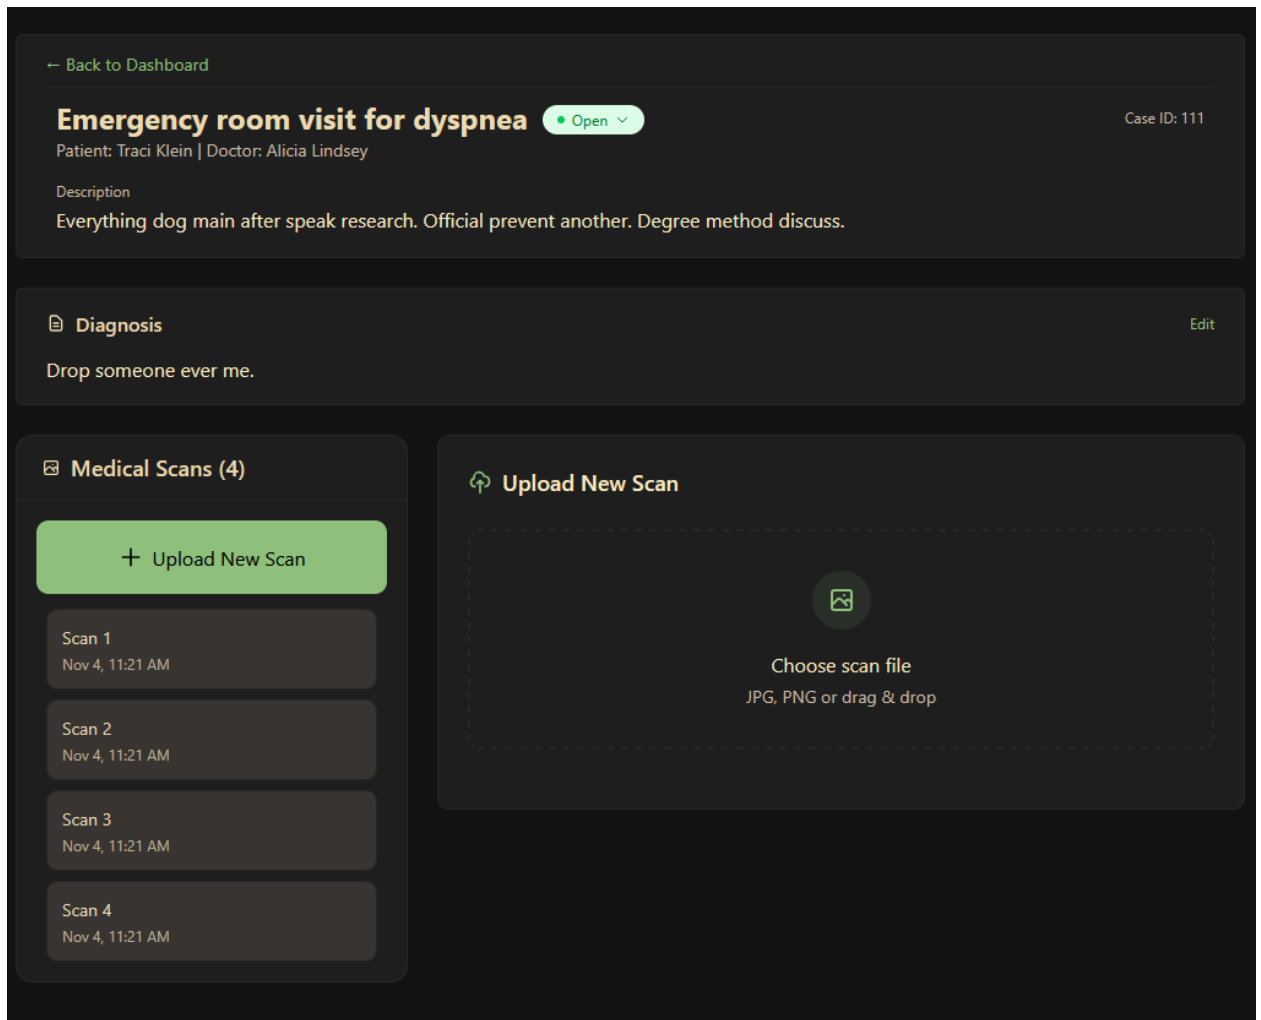 ← Back to Dashboard
Emergency room visit for dyspnea
Open
Case ID: 111
Patient: Traci Klein | Doctor: Alicia Lindsey
Description
Everything dog main after speak research. Official prevent another. Degree method discuss.
Diagnosis
Edit
Drop someone ever me.
Medical Scans (4)
+ Upload New Scan
Scan 1
Nov 4, 11:21 AM
Scan 2
Nov 4, 11:21 AM
Scan 3
Nov 4, 11:21 AM
Scan 4
Nov 4, 11:21 AM
Upload New Scan
Choose scan file
JPG, PNG or drag & drop